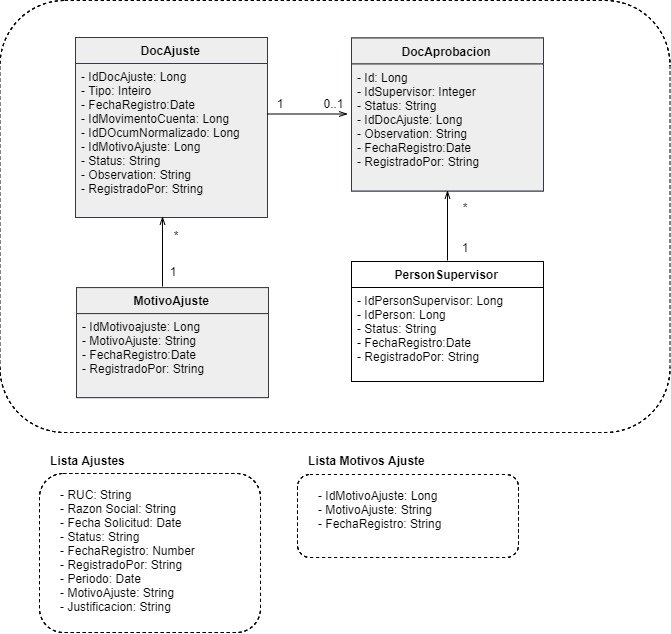 DocAjuste
- IdDocAjuste: Long
- Tipo: Inteiro
- FechaRegistro:Date
- IdMovimentoCuenta: Long
- IdDOcumNormalizado: Long
- IdMotivoAjuste: Long
- Status: String
- Observation: String
- RegistradoPor: String
1
0..1
DocAprobacion
- Id: Long
- IdSupervisor: Integer
- Status: String
- IdDocAjuste: Long
- Observation: String
- FechaRegistro:Date
- RegistradoPor: String
*
1
MotivoAjuste
- IdMotivoajuste: Long
- MotivoAjuste: String
- FechaRegistro:Date
- RegistradoPor: String
*
1
PersonSupervisor
- IdPersonSupervisor: Long
- IdPerson: Long
- Status: String
- FechaRegistro:Date
- RegistradoPor: String
Lista Ajustes
- RUC: String
- Razon Social: String
- Fecha Solicitud: Date
- Status: String
- FechaRegistro: Number
- RegistradoPor: String
- Periodo: Date
- MotivoAjuste: String
- Justificacion: String
Lista Motivos Ajuste
- IdMotivoAjuste: Long
- MotivoAjuste: String
- FechaRegistro: String